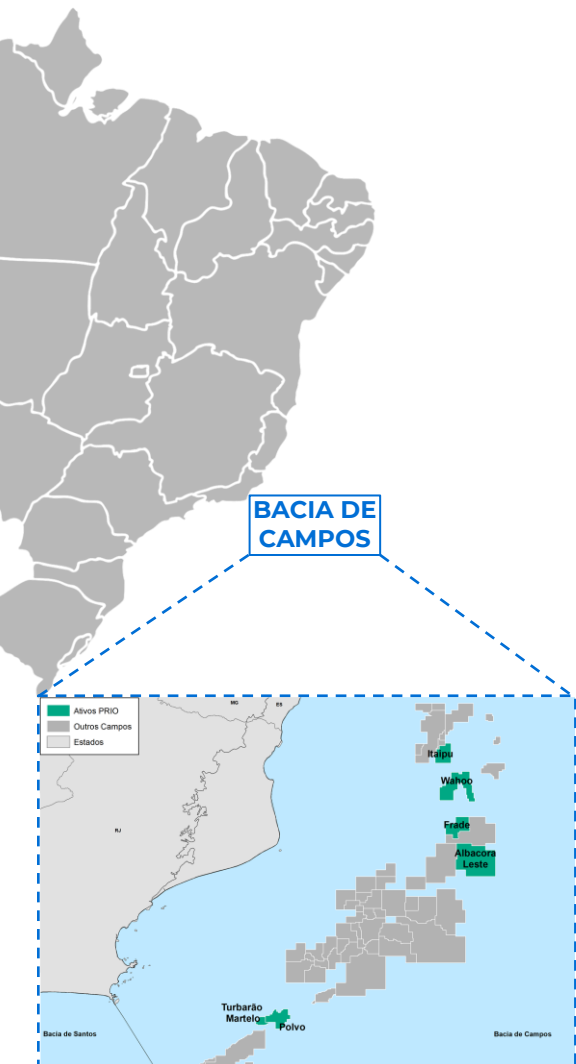 BACIA DE
CAMPOS
Ativos PRIO
Outros Campos
Estados
MG
ES
Itaipu
Wahoo
RJ
Frade
Albacora
Leste
Turbarão
Martelo
Polvo
Bacia de Santos
Bacia de Campos